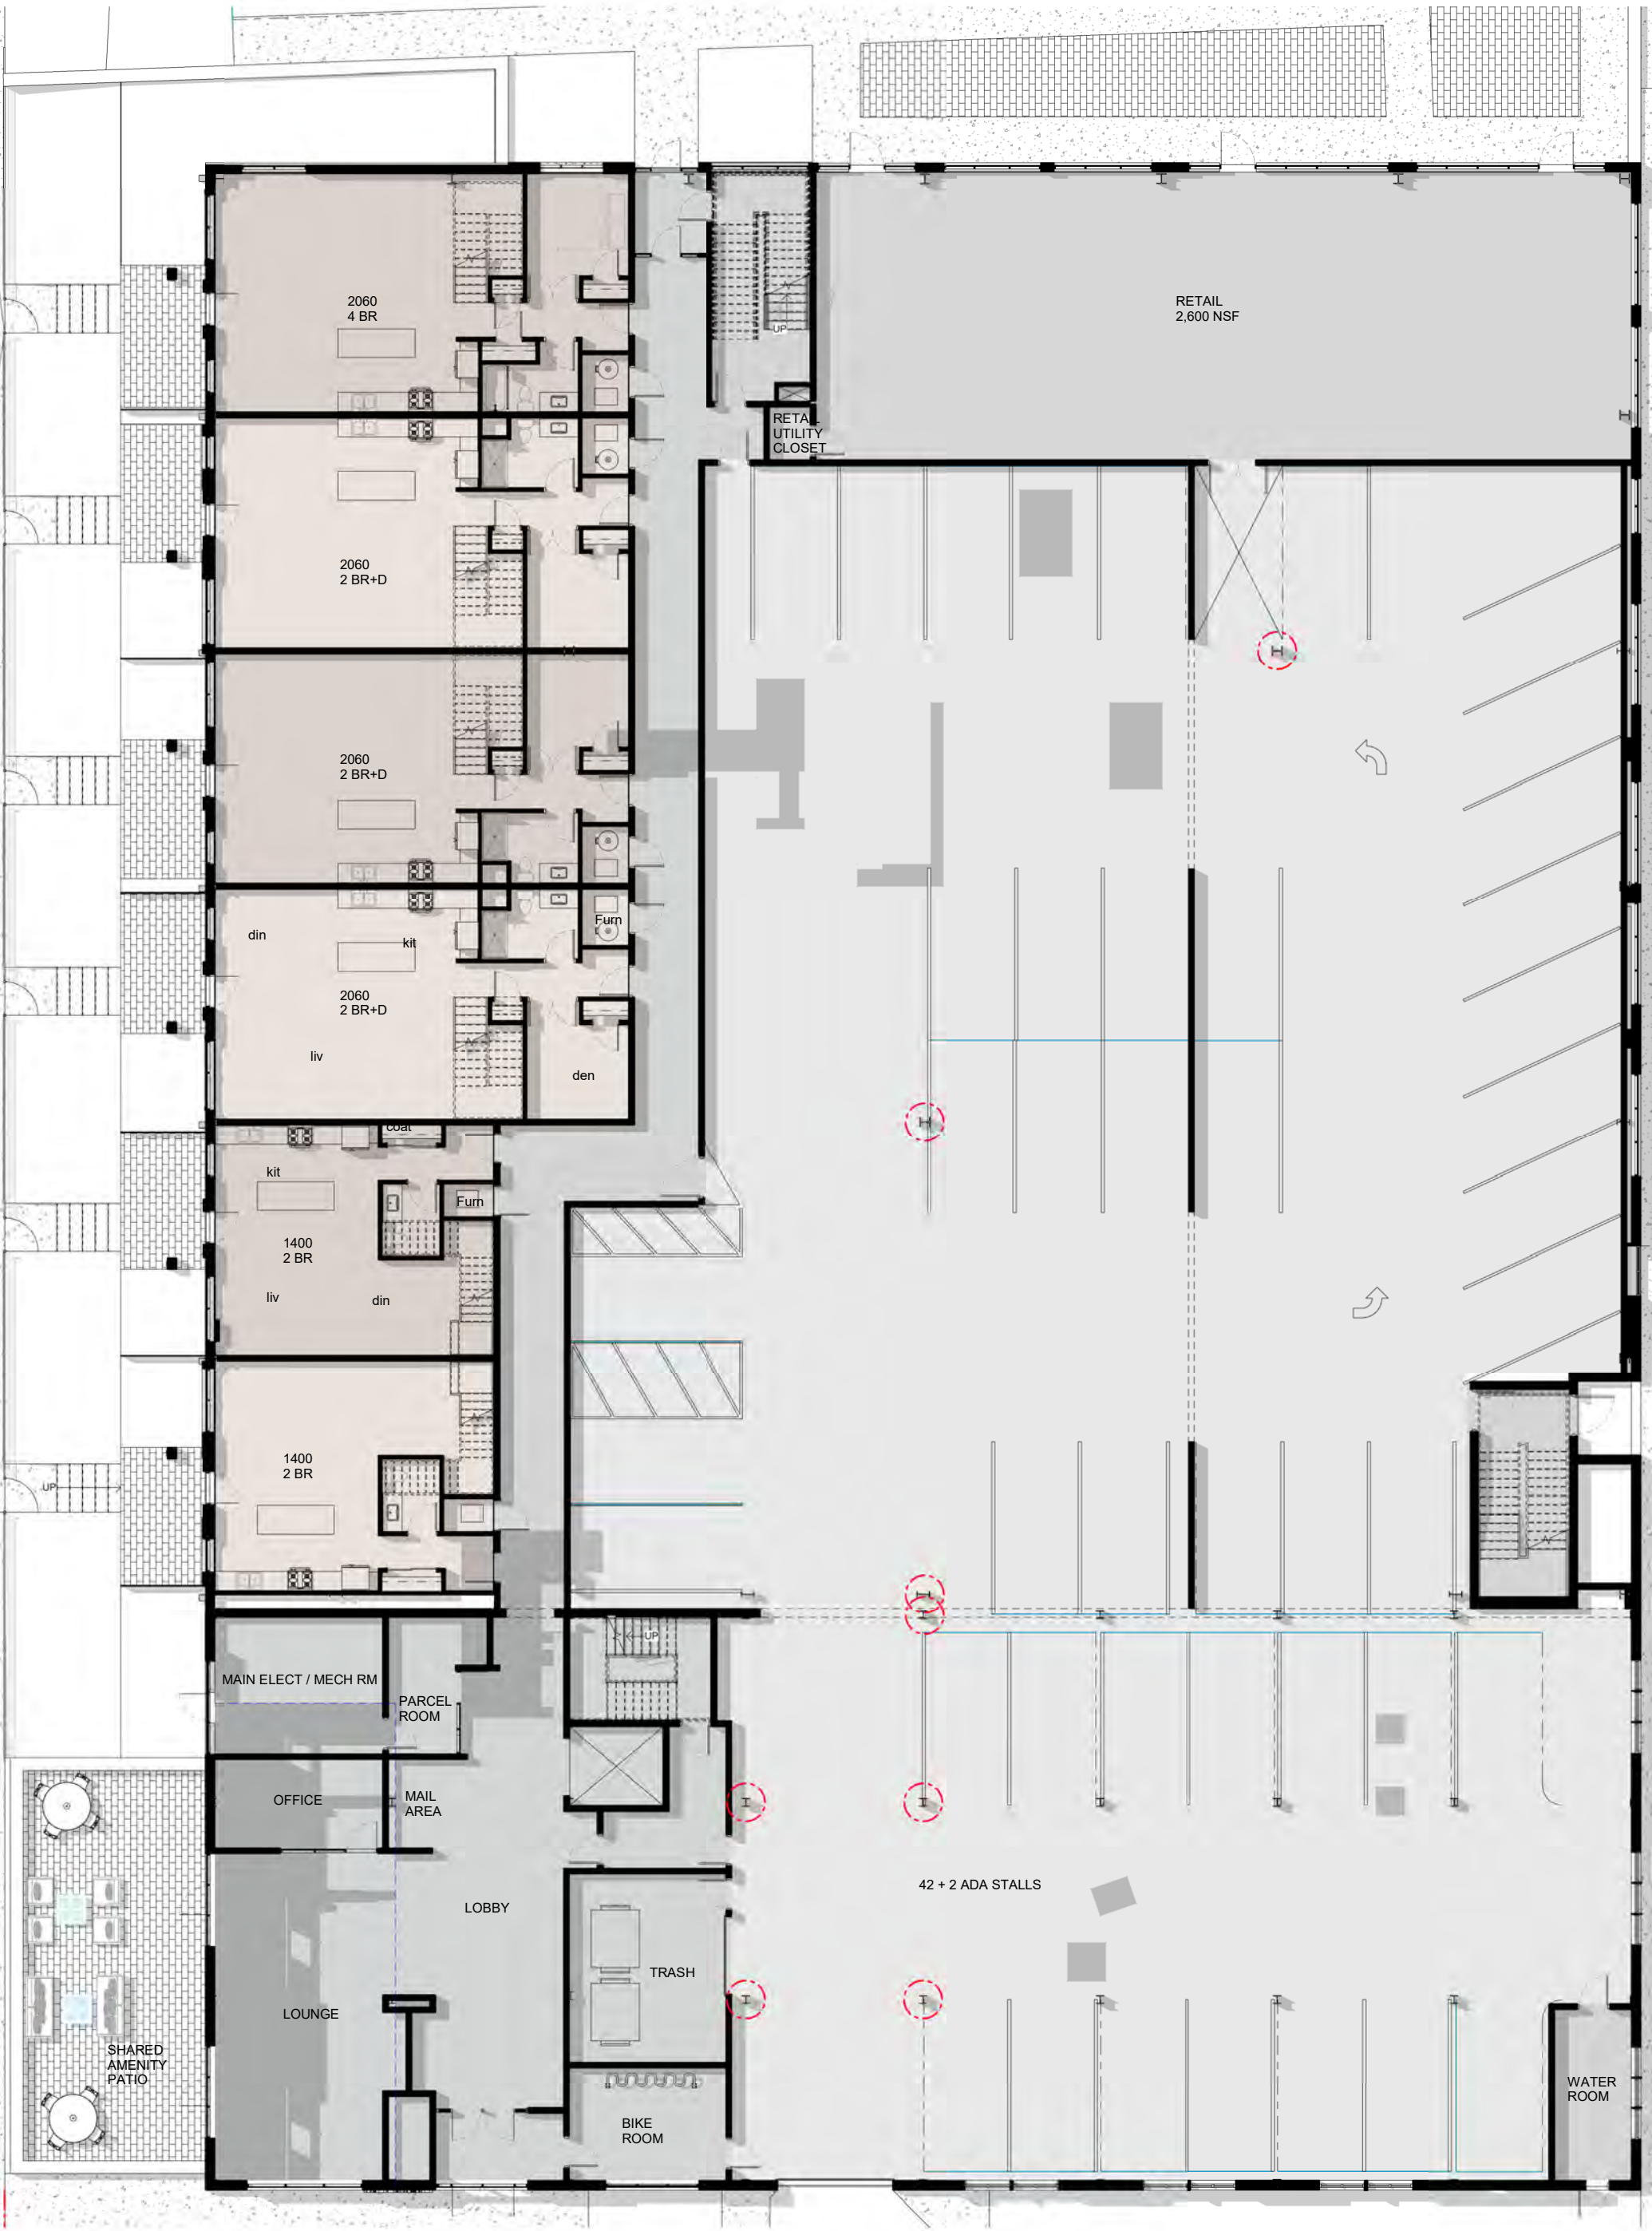 2060
4 BR
UP
RETAIL
2,600 NSF
RETAIL
UTILITY
CLOSET
2060
2 BR+D
2060
2 BR+D
din
kit
Furn
2060
2 BR+D
liv
den
coat
kit
Furn
1400
2 BR
liv
din
1400
2 BR
UP
UP
MAIN ELECT / MECH RM
PARCEL
ROOM
OFFICE
MAIL
AREA
42 + 2 ADA STALLS
LOBBY
TRASH
LOUNGE
SHARED
AMENITY
PATIO
WATER
ROOM
BIKE
ROOM